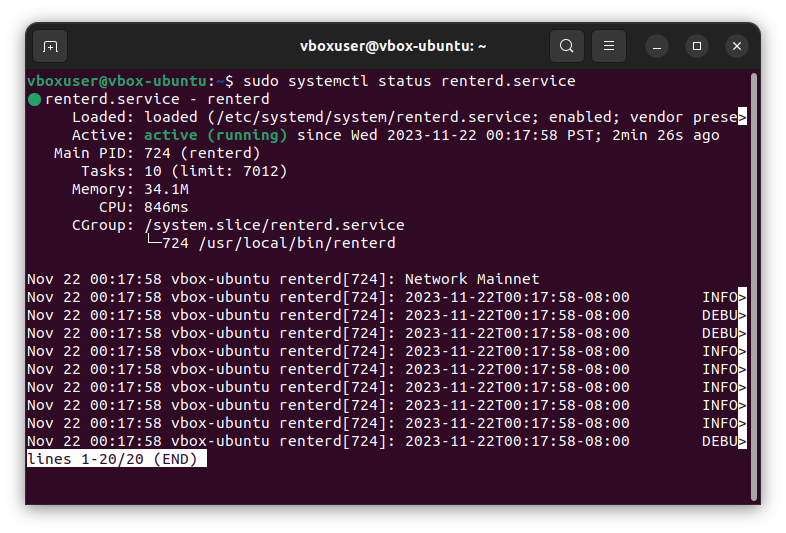 vboxuser@vbox-ubuntu: ~
vboxuser@vbox-ubuntu:~$ sudo systemctl status renterd.service
● renterd.service - renterd
     Loaded: loaded (/etc/systemd/system/renterd.service; enabled; vendor prese>
     Active: active (running) since Wed 2023-11-22 00:17:58 PST; 2min 26s ago
   Main PID: 724 (renterd)
      Tasks: 10 (limit: 7012)
     Memory: 34.1M
        CPU: 846ms
     CGroup: /system.slice/renterd.service
             └─724 /usr/local/bin/renterd
Nov 22 00:17:58 vbox-ubuntu renterd[724]: Network Mainnet
Nov 22 00:17:58 vbox-ubuntu renterd[724]: 2023-11-22T00:17:58-08:00        INFO>
Nov 22 00:17:58 vbox-ubuntu renterd[724]: 2023-11-22T00:17:58-08:00        DEBU>
Nov 22 00:17:58 vbox-ubuntu renterd[724]: 2023-11-22T00:17:58-08:00        DEBU>
Nov 22 00:17:58 vbox-ubuntu renterd[724]: 2023-11-22T00:17:58-08:00        INFO>
Nov 22 00:17:58 vbox-ubuntu renterd[724]: 2023-11-22T00:17:58-08:00        INFO>
Nov 22 00:17:58 vbox-ubuntu renterd[724]: 2023-11-22T00:17:58-08:00        INFO>
Nov 22 00:17:58 vbox-ubuntu renterd[724]: 2023-11-22T00:17:58-08:00        INFO>
Nov 22 00:17:58 vbox-ubuntu renterd[724]: 2023-11-22T00:17:58-08:00        INFO>
Nov 22 00:17:58 vbox-ubuntu renterd[724]: 2023-11-22T00:17:58-08:00        DEBU>
lines 1-20/20 (END)